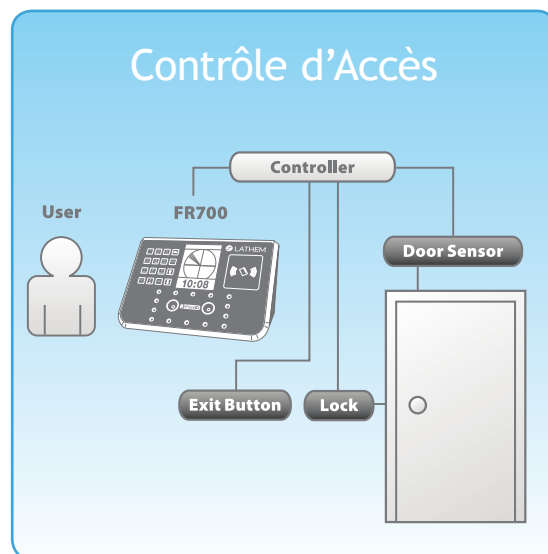 Contrôle d’Accès
Controller
User
FR700
LATHEM
10:08
Door Sensor
Exit Button
Lock